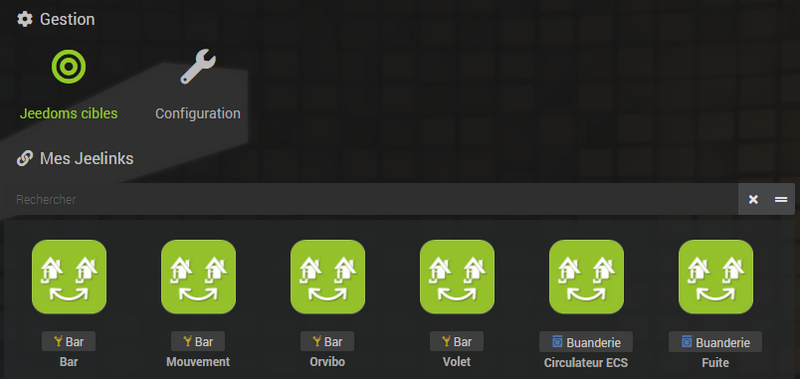 Gestion
Jeedoms cibles
Configuration
Mes Jeelinks
Rechercher
Bar
Bar
Bar
Bar
Buanderie
Buanderie
Bar
Mouvement
Orvibo
Volet
Circulateur ECS
Fuite